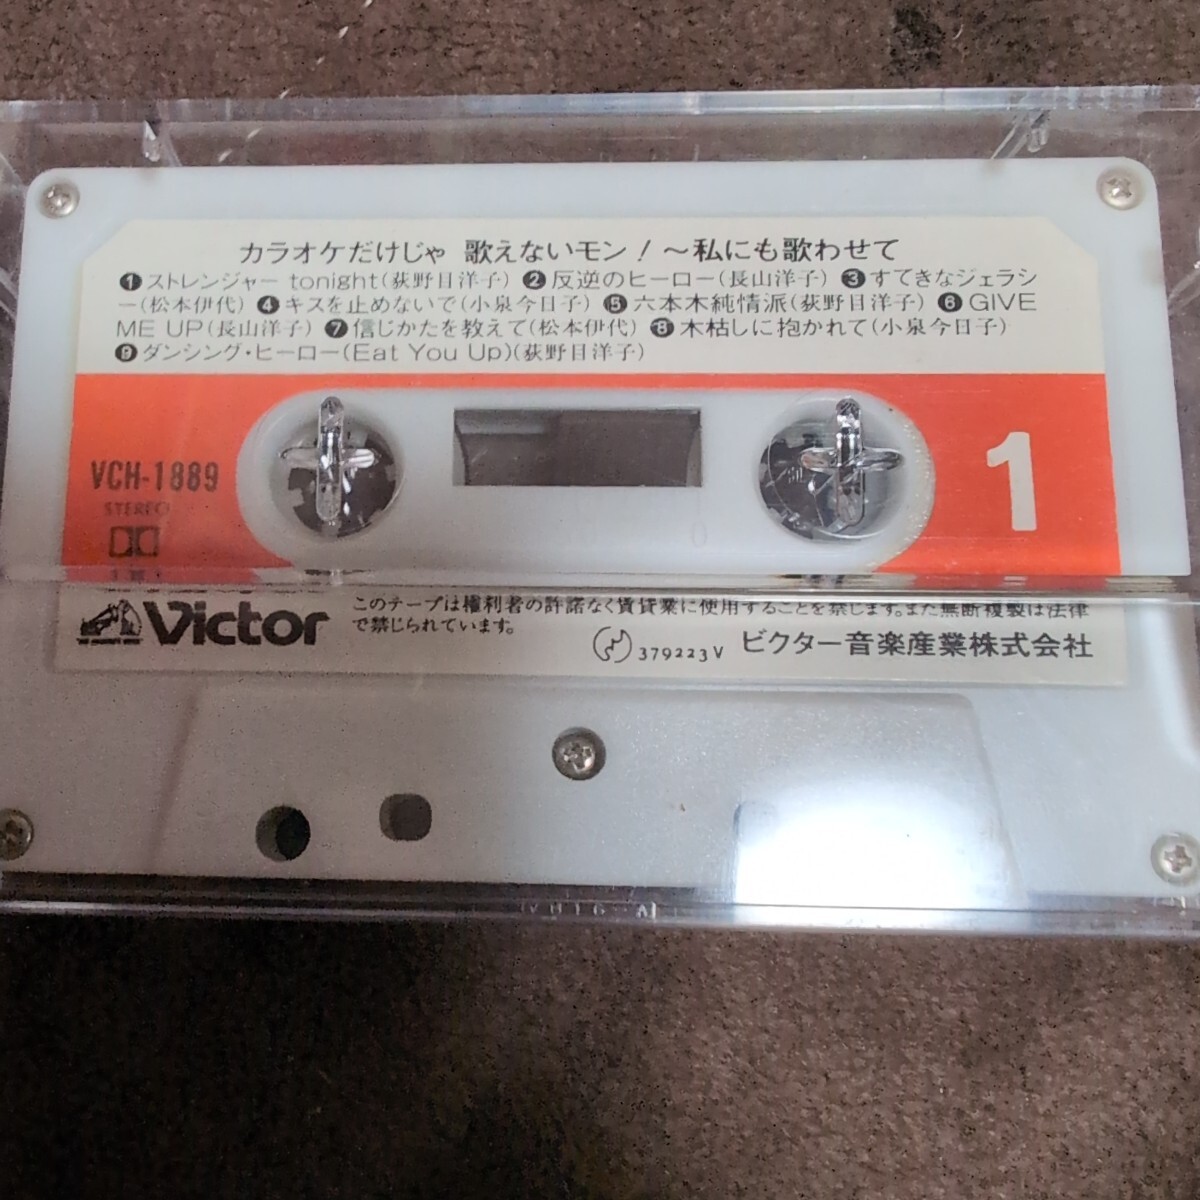 カラオケだけじゃ 歌えないモン！～私にも歌わせて
❶ストレンジャー tonight(荻野目洋子) ❷反逆のヒーロー(長山洋子) ❸すてきなジェラシ
ー(松本伊代) ❹キスを止めないで(小泉今日子) ❺六本木純情派(荻野目洋子) ❻GIVE
ME UP(長山洋子) ❼信じかたを教えて(松本伊代) ❽木枯しに抱かれて(小泉今日子)
❾ダンシング・ヒーロー(Eat You Up)(荻野目洋子)
VCH-1889
STEREO
1
Victor
このテープは権利者の許諾なく賃貸業に使用することを禁じます。また無断複製は法律
で禁じられています。
379223V
ビクター音楽産業株式会社